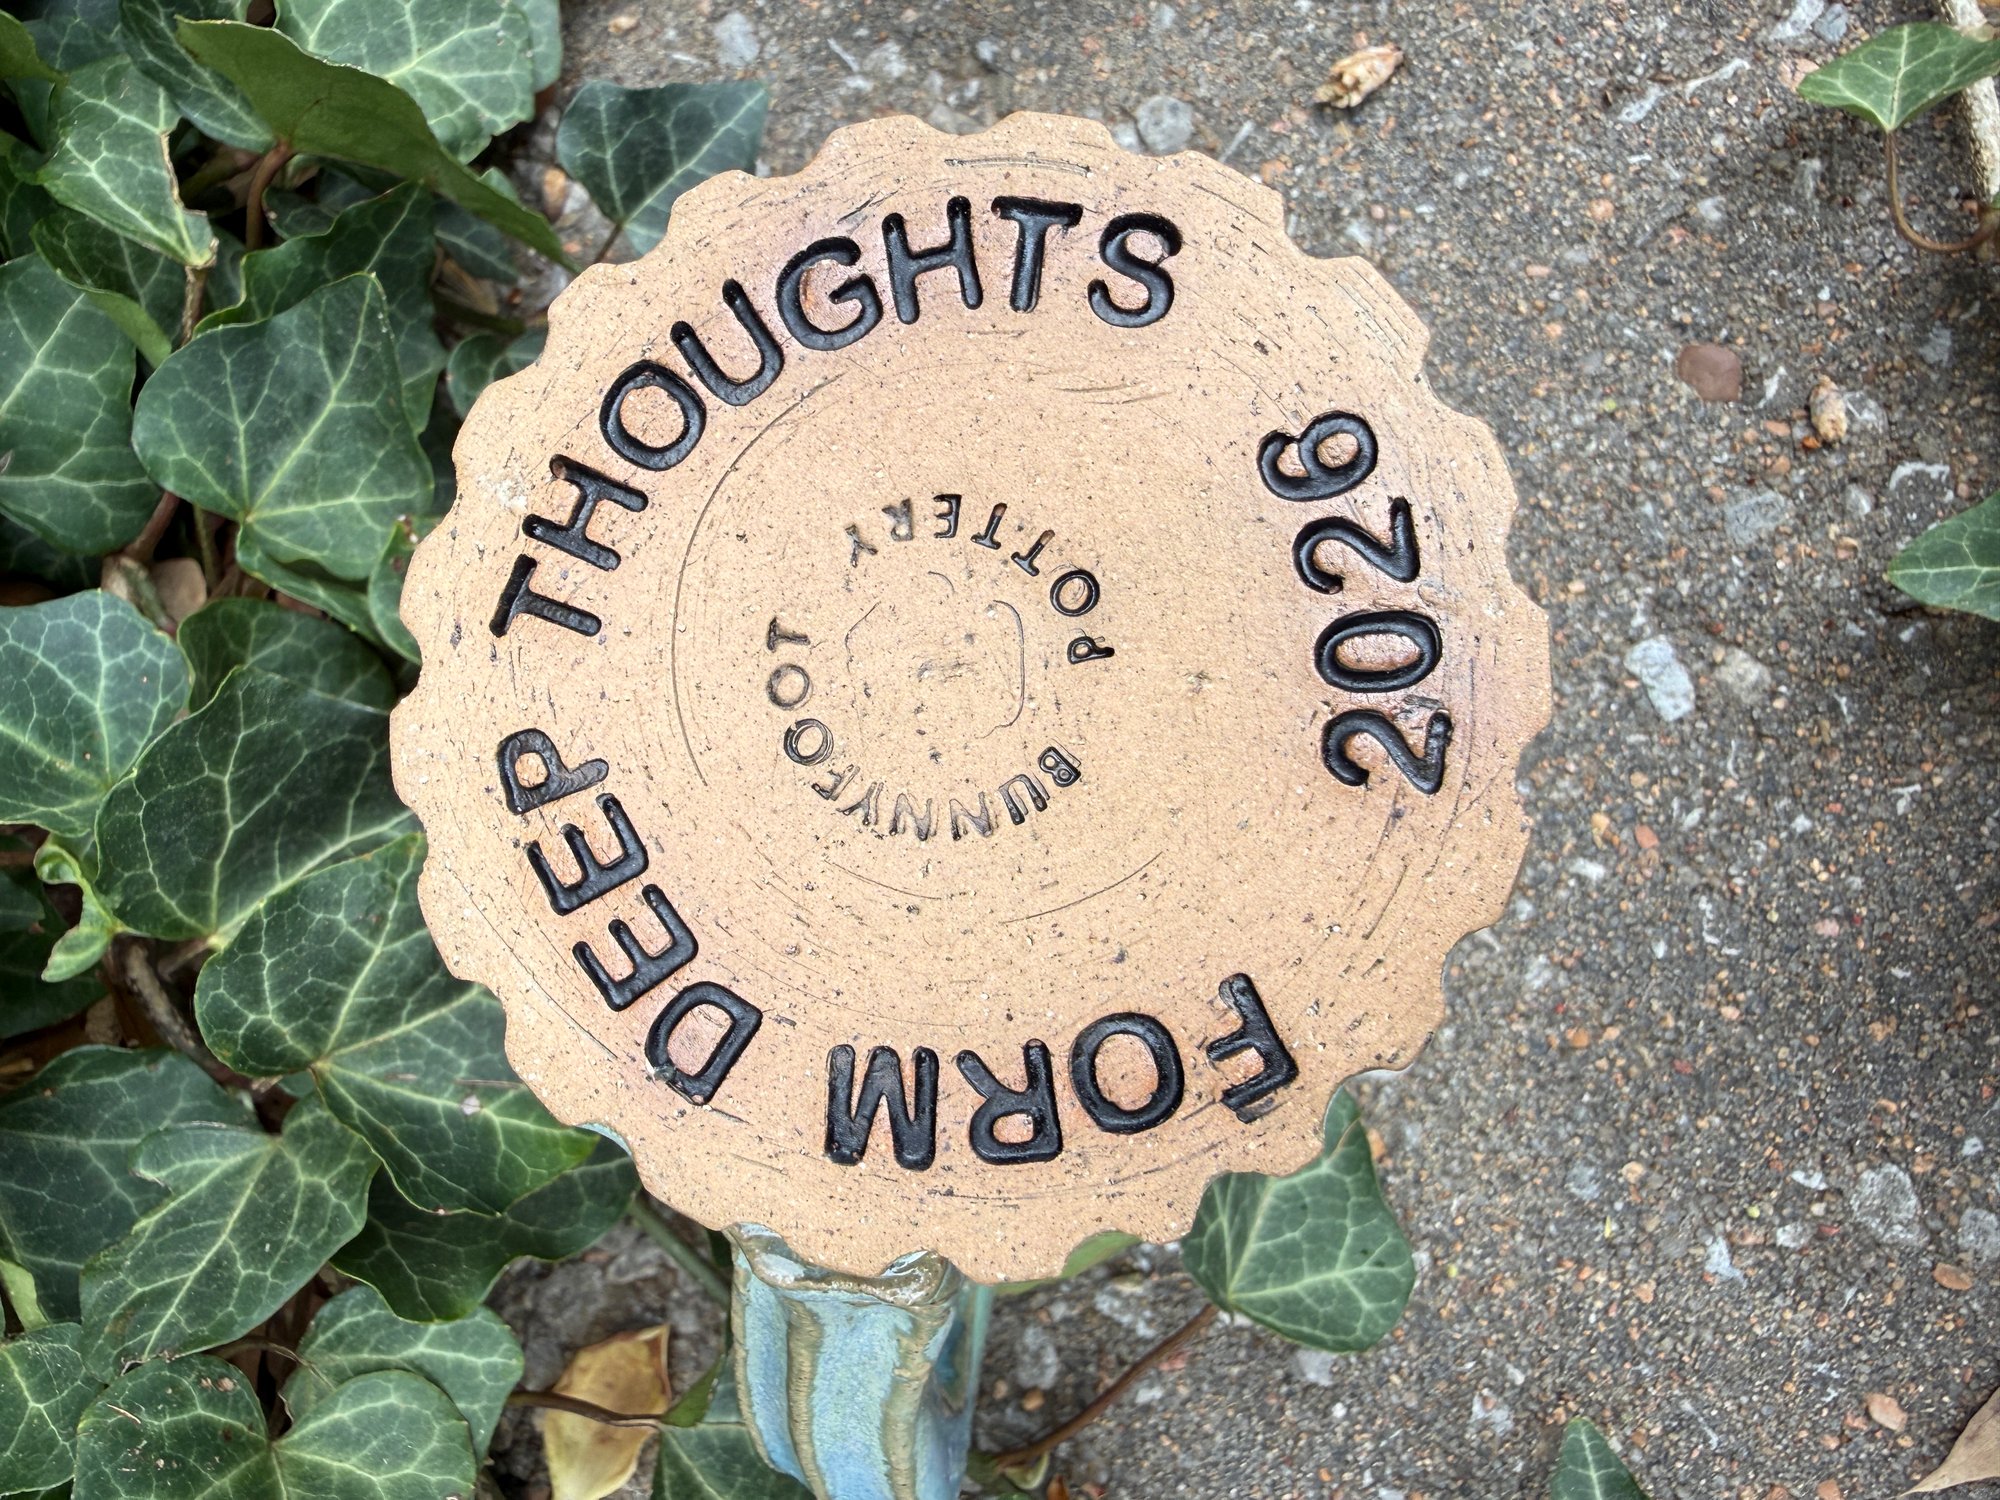 FORM DEEP THOUGHTS
2026
BUNNYFOOT
POTTERY